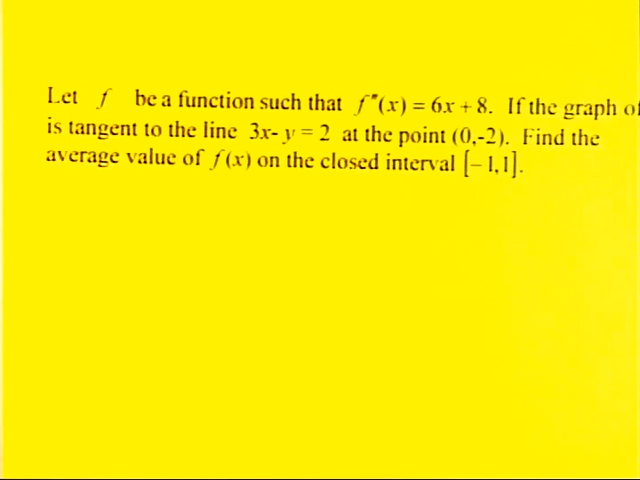 Let f be a function such that f″(x) = 6x + 8. If the graph of
is tangent to the line 3x- y = 2 at the point (0,-2). Find the
average value of f(x) on the closed interval [-1,1].